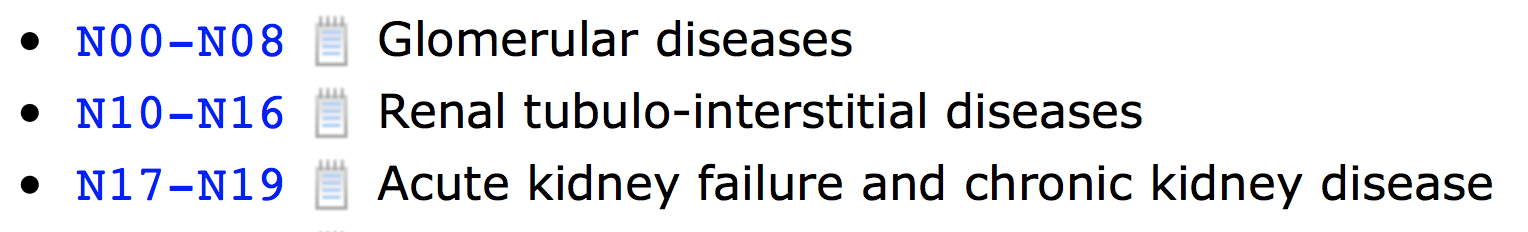 • N00-N08 Glomerular diseases
• N10-N16 Renal tubulo-interstitial diseases
• N17-N19 Acute kidney failure and chronic kidney disease